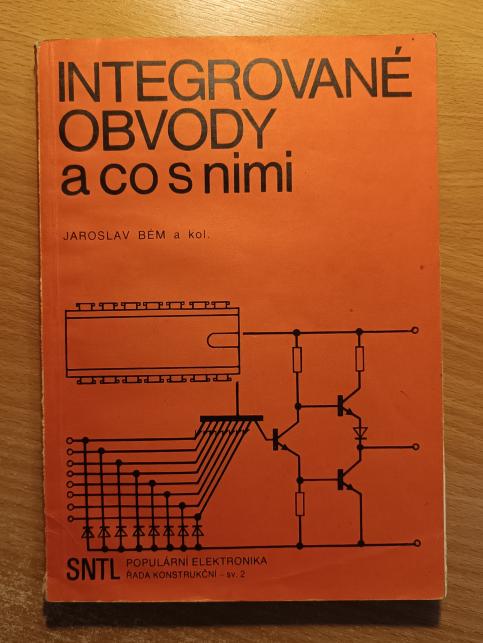 INTEGROVANÉ
OBVODY
a co s nimi
JAROSLAV BÉM a kol.
SNTL POPULÁRNÍ ELEKTRONIKA
ŘADA KONSTRUKČNÍ – sv. 2